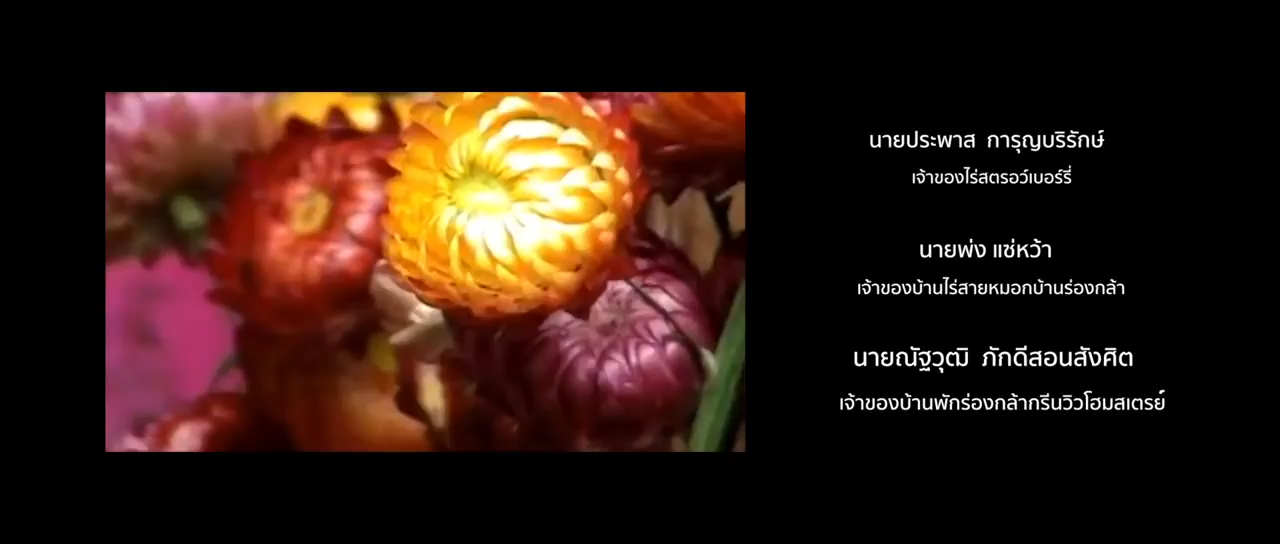 นายประพาส การุญบริรักษ์
เจ้าของไร่สตรอว์เบอร์รี่
นายพ่ง แซ่หว้า
เจ้าของบ้านไร่สายหมอกบ้านร่องกล้า
นายณัฐวุฒิ ภักดีสอนสังศิต
เจ้าของบ้านพักร่องกล้ากรีนวิวโฮมสเตรย์